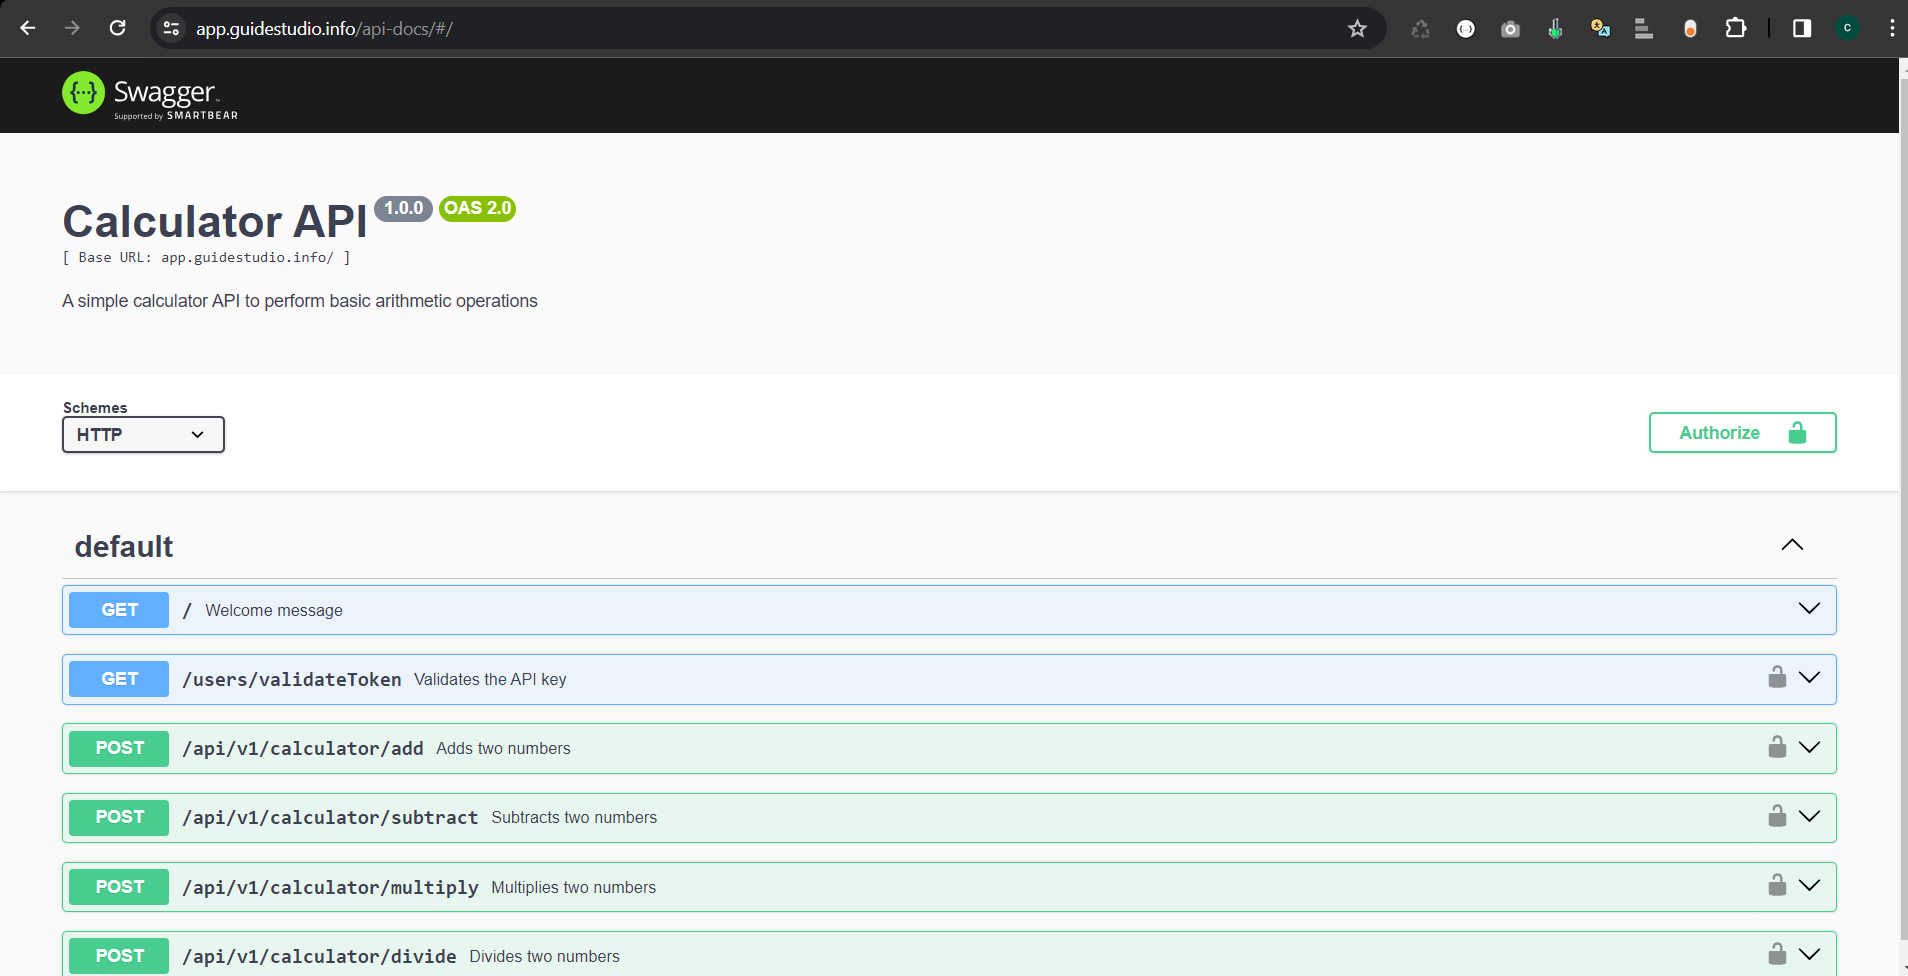 app.guidestudio.info/api-docs/#/
C
{···} Swagger
Supported by SMARTBEAR
Calculator API 1.0.0 OAS 2.0
[ Base URL: app.guidestudio.info/ ]
A simple calculator API to perform basic arithmetic operations
Schemes
HTTP
Authorize
default
GET / Welcome message
GET /users/validateToken Validates the API key
POST /api/v1/calculator/add Adds two numbers
POST /api/v1/calculator/subtract Subtracts two numbers
POST /api/v1/calculator/multiply Multiplies two numbers
POST /api/v1/calculator/divide Divides two numbers